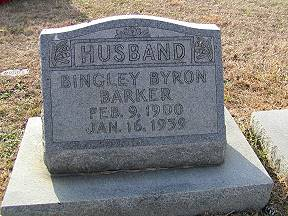 HUSBAND
BINGLEY BYRON
BARKER
FEB. 9, 1900
JAN. 16, 1959